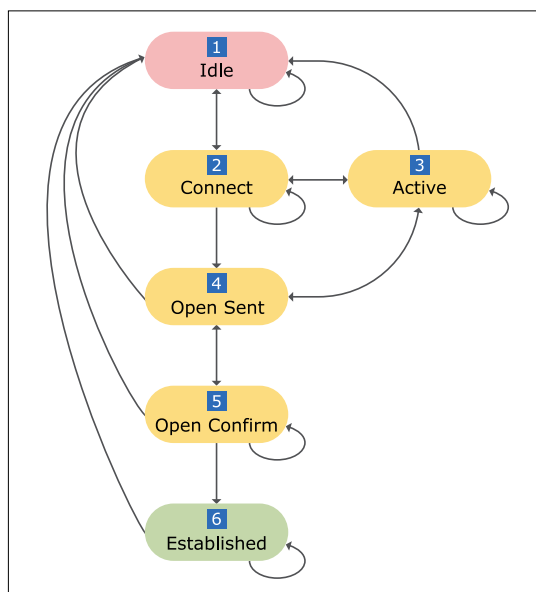 1
Idle
2
Connect
3
Active
4
Open Sent
5
Open Confirm
6
Established